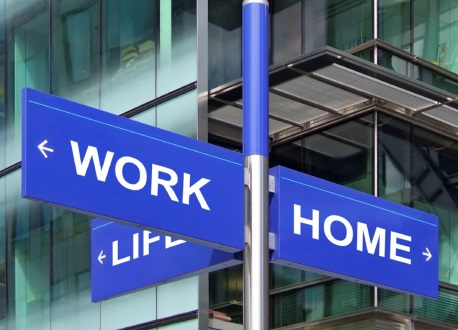 ← WORK
HOME →
← LIFE